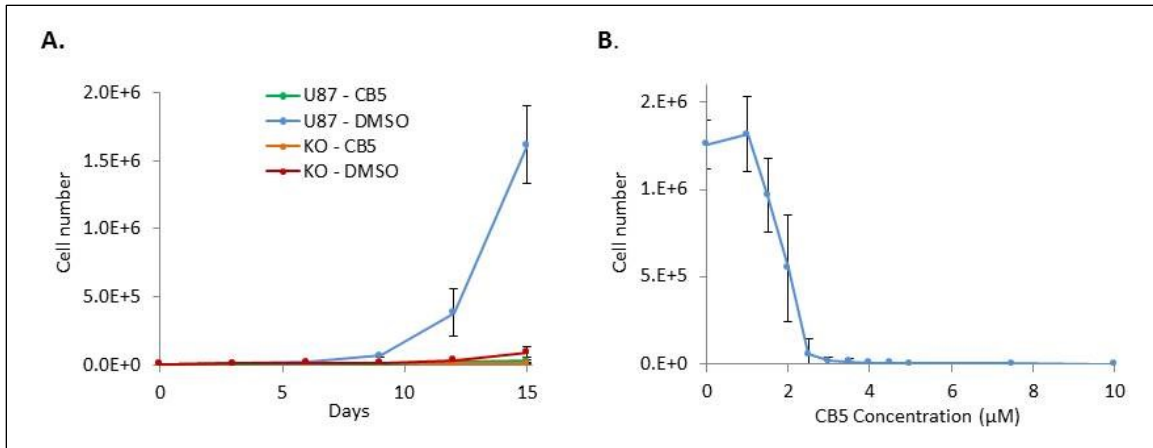 A.
2.0E+6
1.5E+6
1.0E+6
5.0E+5
0.0E+0
Cell number
U87 - CB5
U87 - DMSO
KO - CB5
KO - DMSO
0 5 10 15
Days
B.
2.E+6
1.E+6
5.E+5
0.E+0
Cell number
0 2 4 6 8 10
CB5 Concentration (μM)